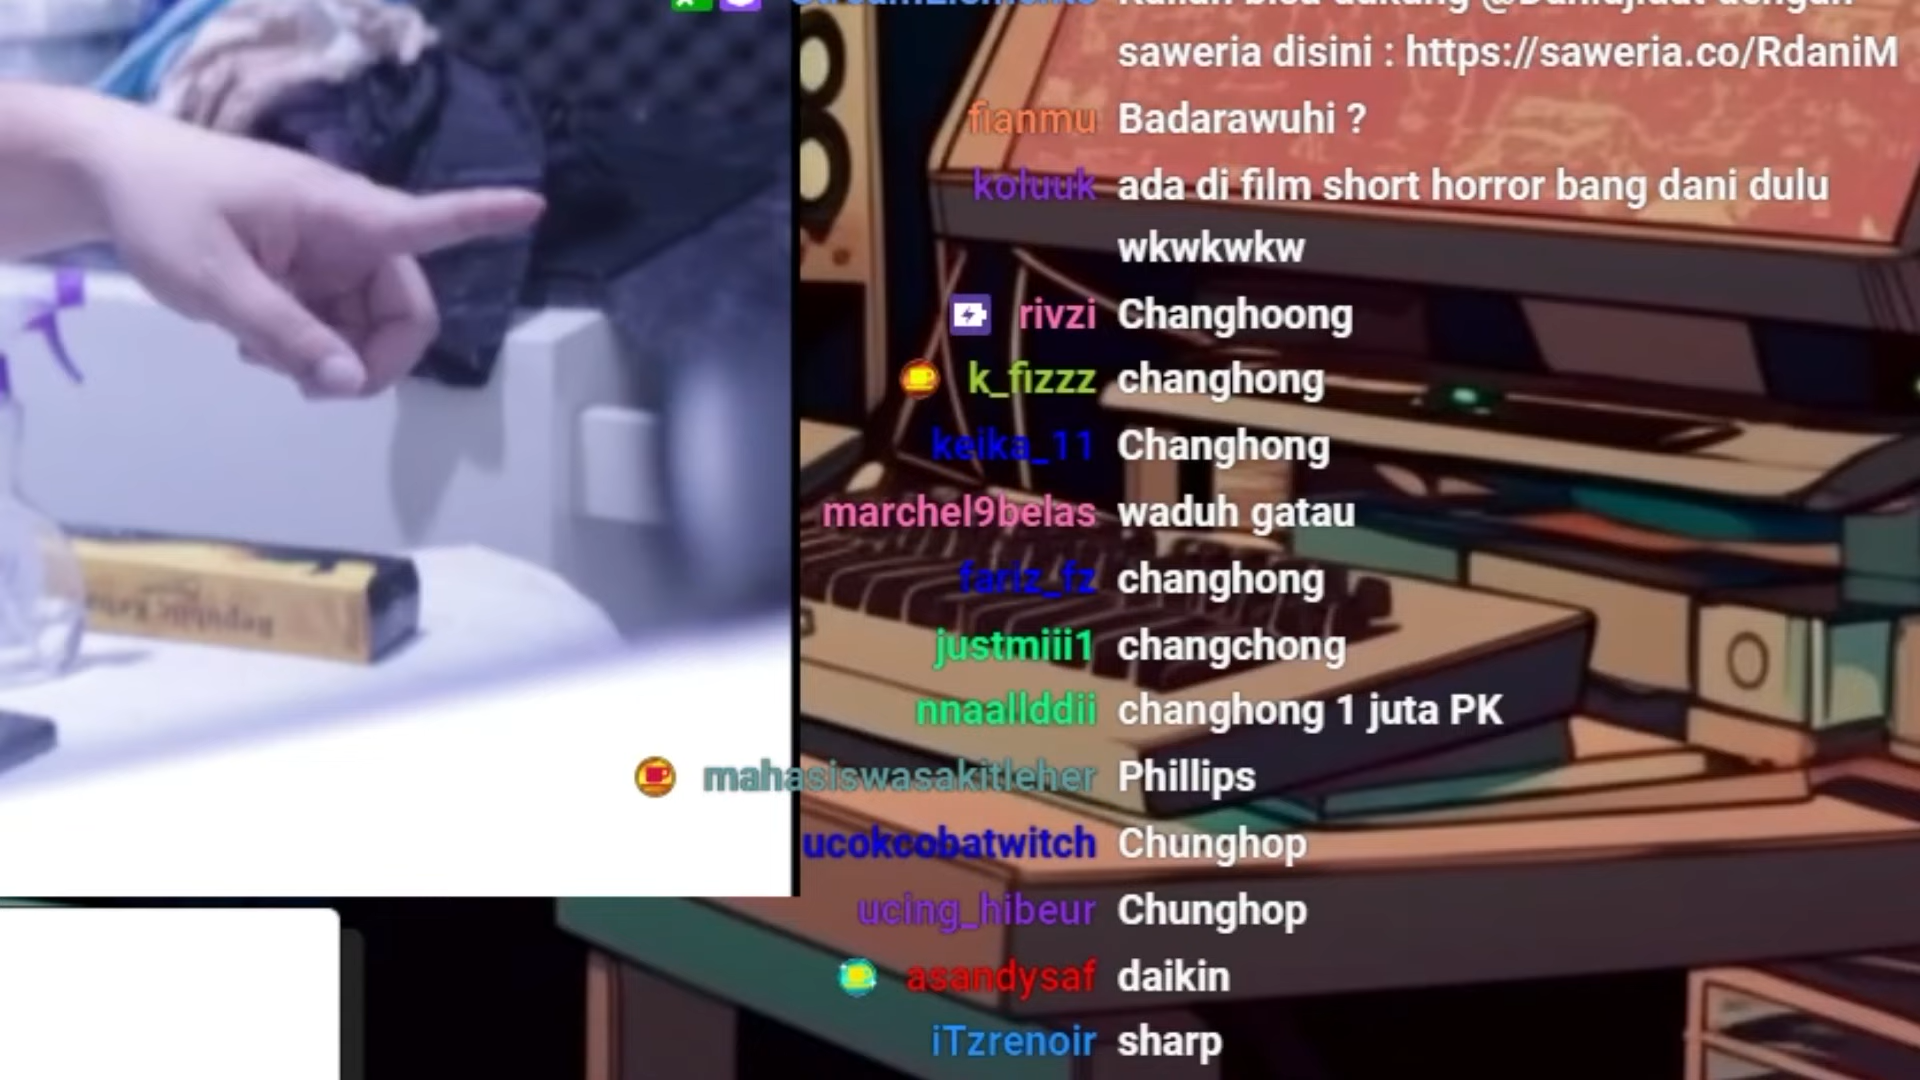 saweria disini : https://saweria.co/RdaniM
fianmu Badarawuhi ?
koluuk ada di film short horror bang dani dulu
wkwkwkw
rivzi Changhoong
k_fizzz changhong
keika_11 Changhong
marchel9belas waduh gatau
fariz_fz changhong
justmiii1 changchong
nnaallddii changhong 1 juta PK
mahasiswasakitleher Phillips
ucokcobatwitch Chunghop
ucing_hibeur Chunghop
asandysaf daikin
iTzrenoir sharp